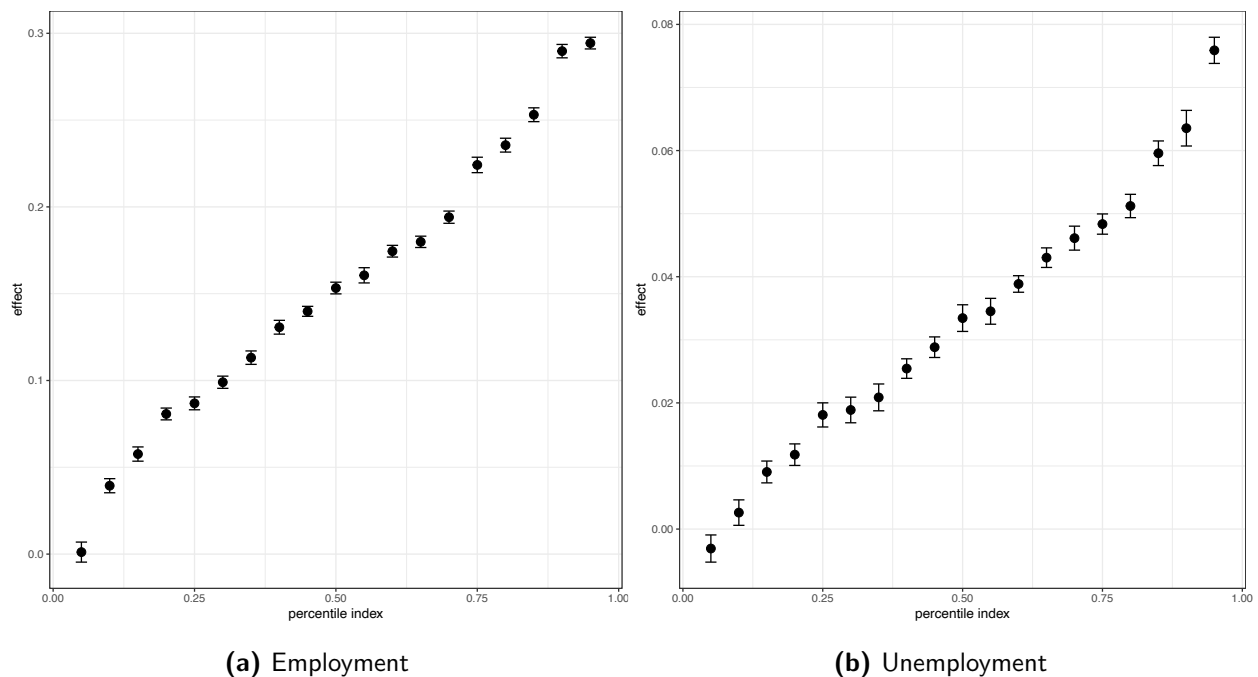 0.3
0.2
0.1
0.0
effect
0.00 0.25 0.50 0.75 1.00
percentile index
(a) Employment
0.08
0.06
0.04
0.02
0.00
effect
0.00 0.25 0.50 0.75 1.00
percentile index
(b) Unemployment